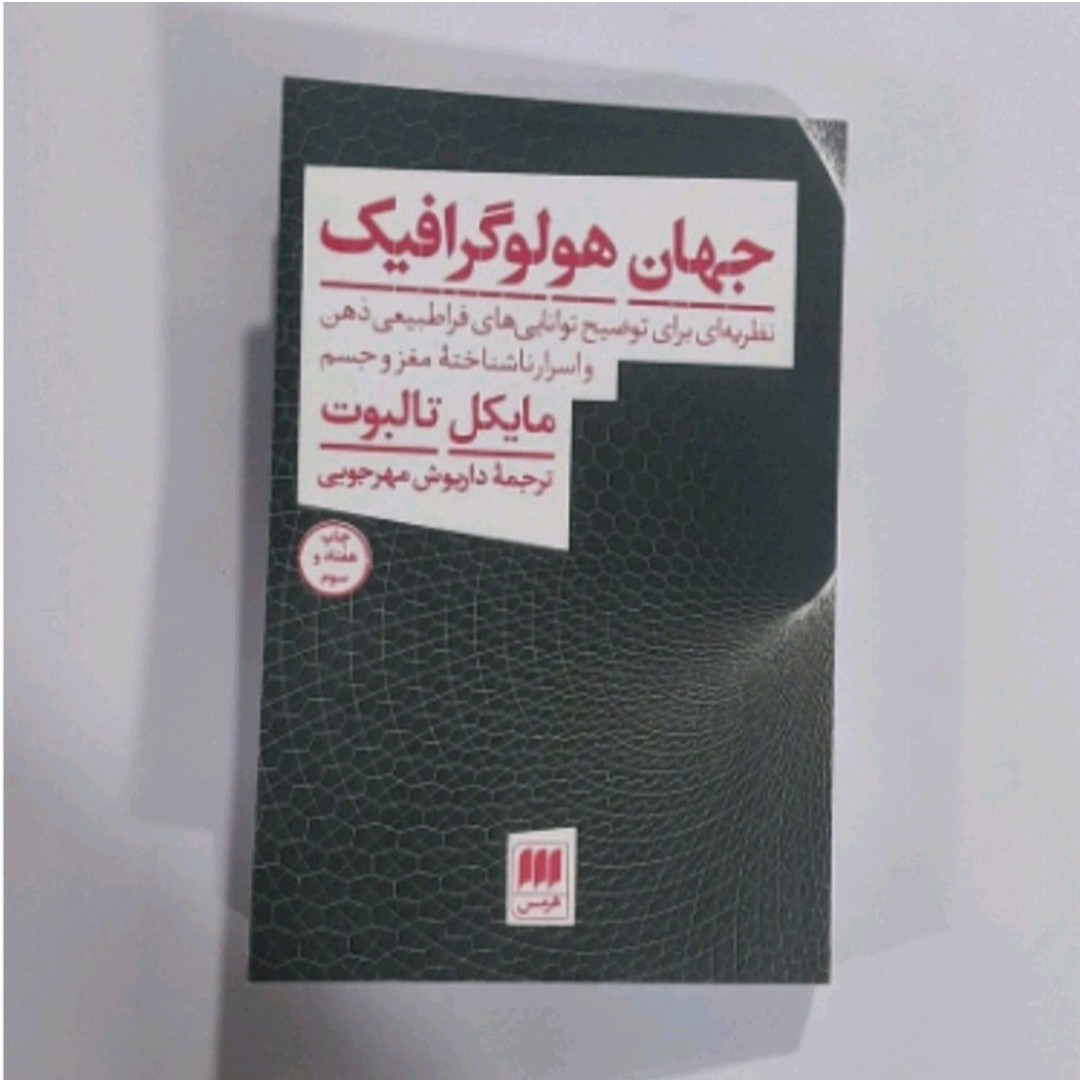 جهان هولوگرافیک
نظریه‌ای برای توضیح توانایی‌های فراطبیعی ذهن
و اسرار ناشناختهٔ مغز و جسم
مایکل تالبوت
ترجمهٔ داریوش مهرجویی
چاپ
هفتاد و
سوم
هرمس